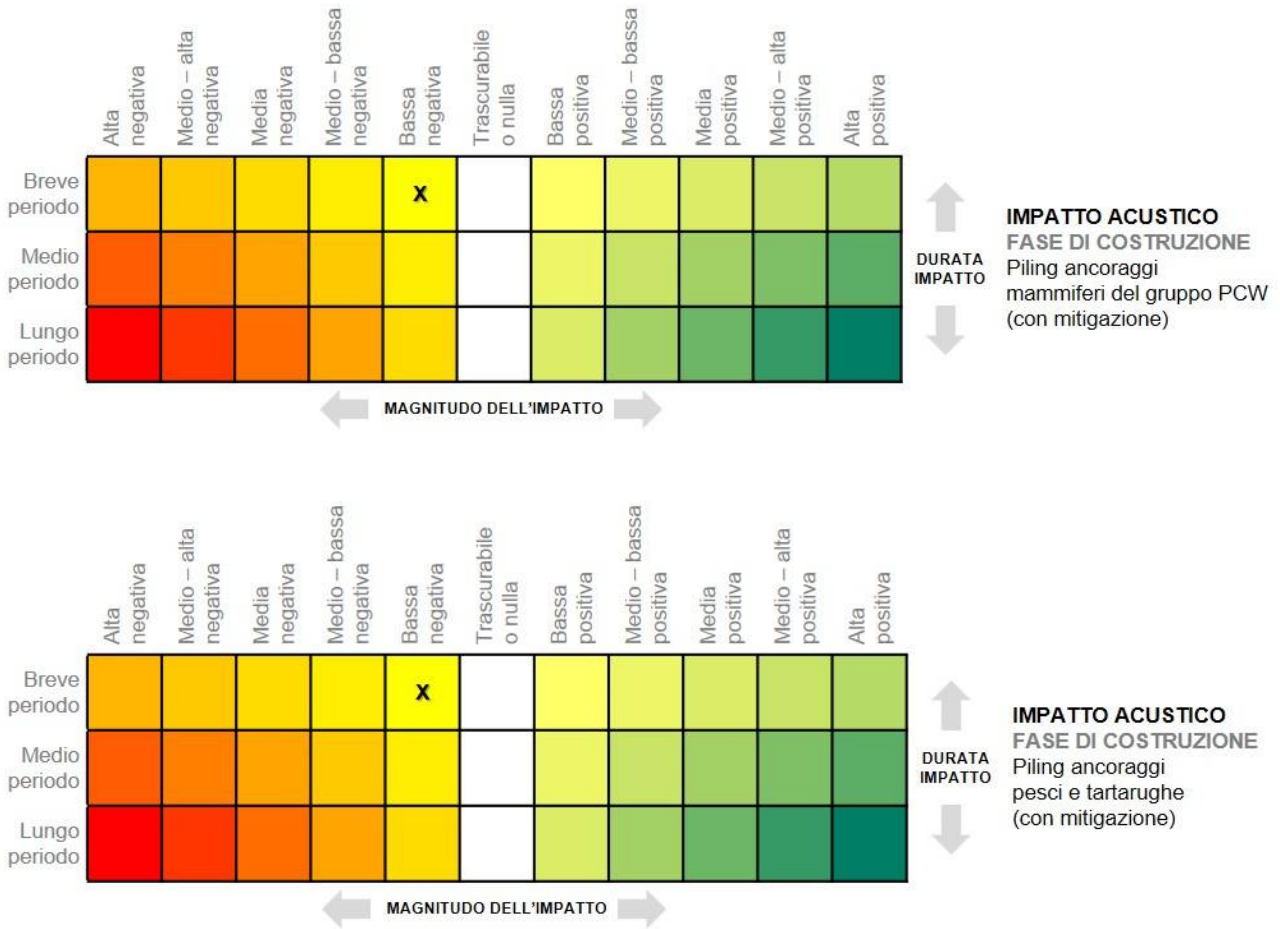 Alta
negativa
Medio – alta
negativa
Media
negativa
Medio – bassa
negativa
Bassa
negativa
Trascurabile
o nulla
Bassa
positiva
Medio – bassa
positiva
Media
positiva
Medio – alta
positiva
Alta
positiva
Breve
periodo
X
Medio
periodo
Lungo
periodo
DURATA
IMPATTO
MAGNITUDO DELL'IMPATTO
IMPATTO ACUSTICO
FASE DI COSTRUZIONE
Piling ancoraggi
mammiferi del gruppo PCW
(con mitigazione)
Alta
negativa
Medio – alta
negativa
Media
negativa
Medio – bassa
negativa
Bassa
negativa
Trascurabile
o nulla
Bassa
positiva
Medio – bassa
positiva
Media
positiva
Medio – alta
positiva
Alta
positiva
Breve
periodo
X
Medio
periodo
Lungo
periodo
DURATA
IMPATTO
MAGNITUDO DELL'IMPATTO
IMPATTO ACUSTICO
FASE DI COSTRUZIONE
Piling ancoraggi
pesci e tartarughe
(con mitigazione)